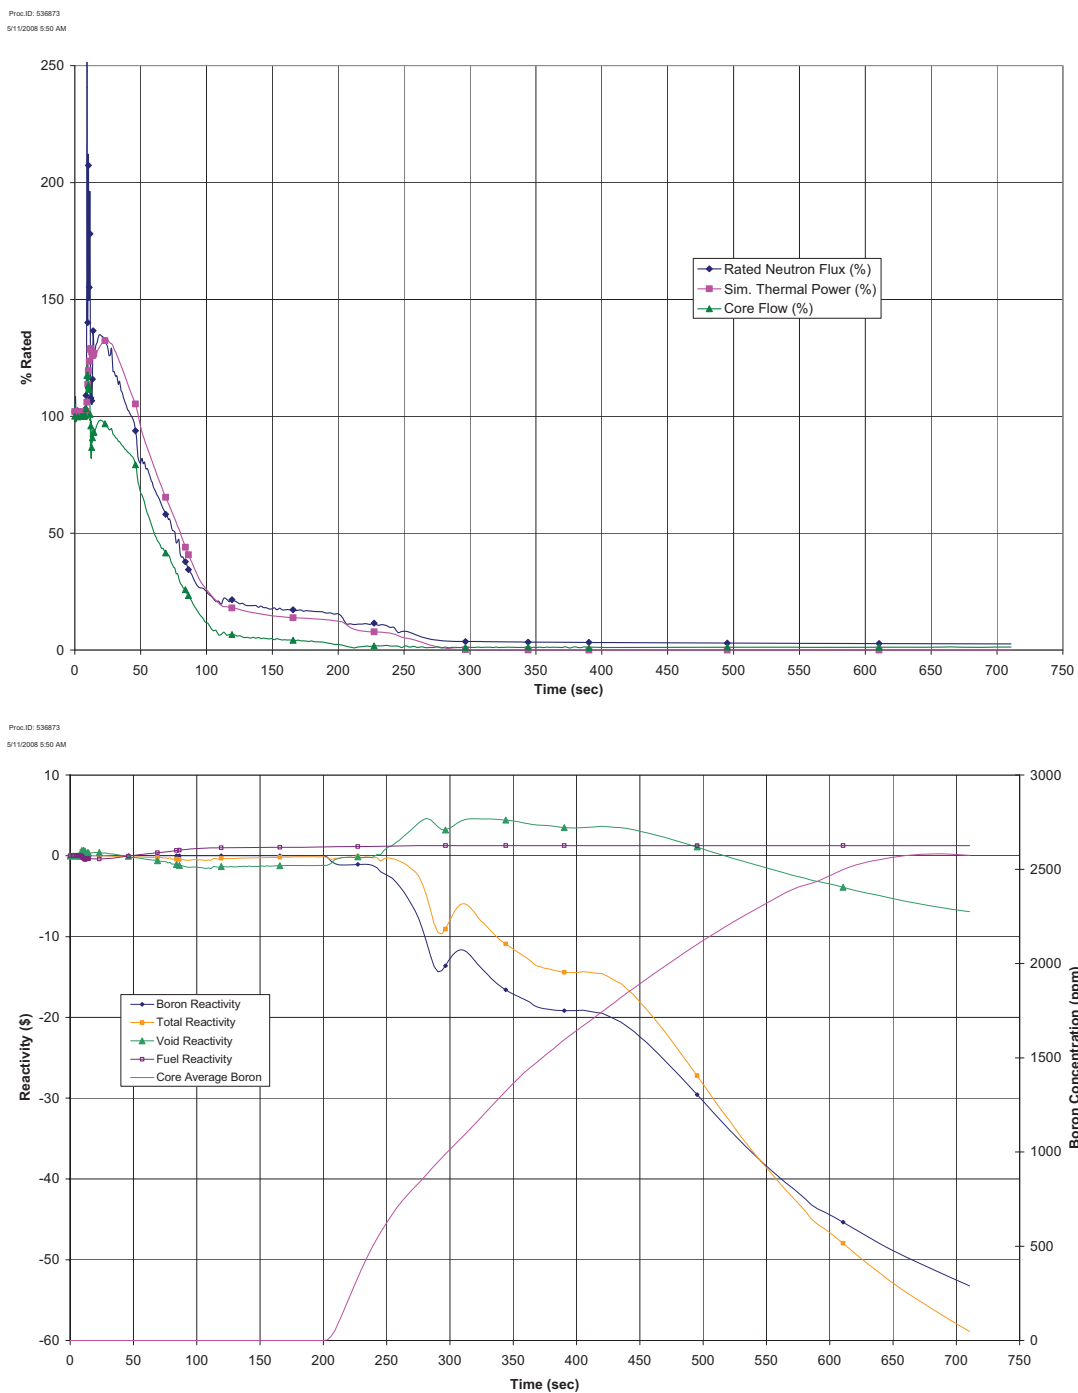 Proc.ID: 536873
5/11/2008 5:50 AM
250
200
150
100
50
0
% Rated
Rated Neutron Flux (%)
Sim. Thermal Power (%)
Core Flow (%)
0 50 100 150 200 250 300 350 400 450 500 550 600 650 700 750
Time (sec)
Proc.ID: 536873
5/11/2008 5:50 AM
10
0
-10
-20
-30
-40
-50
-60
Reactivity ($)
Boron Reactivity
Total Reactivity
Void Reactivity
Fuel Reactivity
Core Average Boron
3000
2500
2000
1500
1000
500
0
Boron Concentration (ppm)
0 50 100 150 200 250 300 350 400 450 500 550 600 650 700 750
Time (sec)